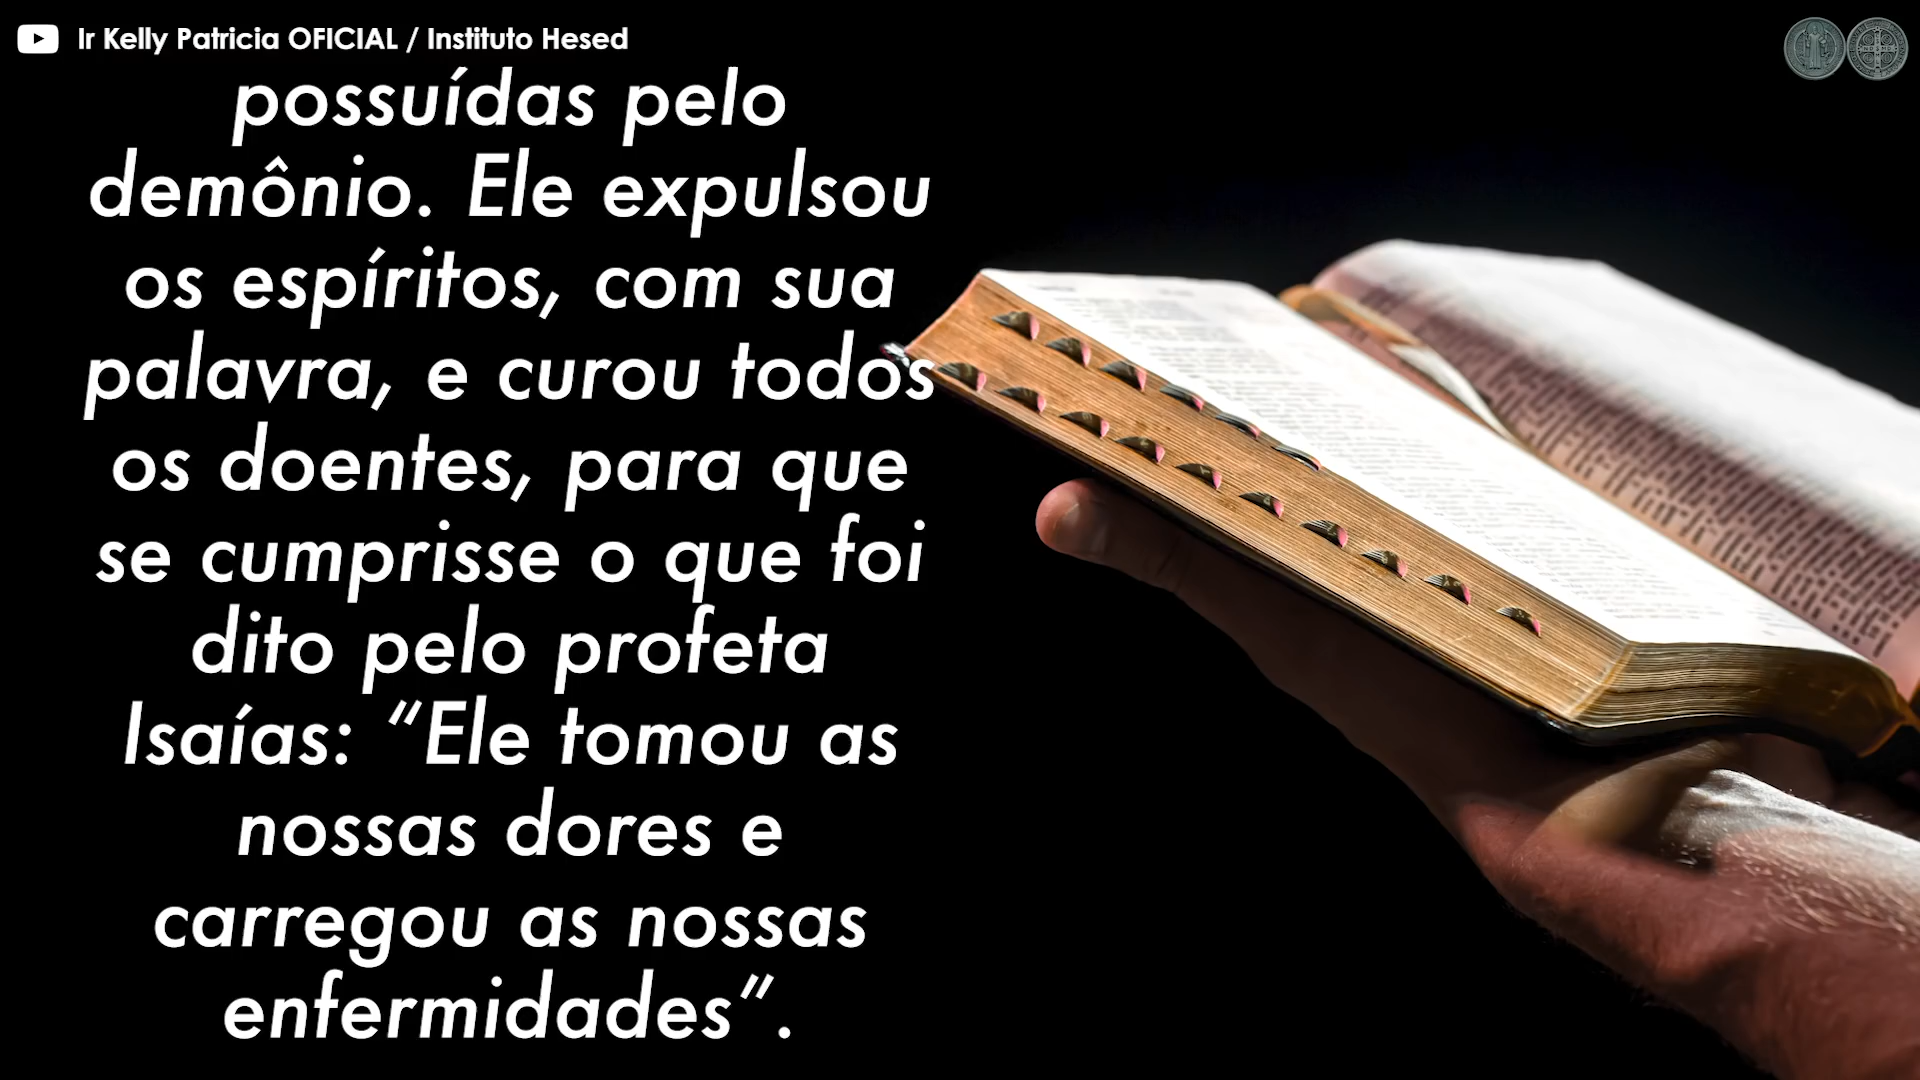 Ir Kelly Patricia OFICIAL / Instituto Hesed
possuídas pelo
demônio. Ele expulsou
os espíritos, com sua
palavra, e curou todos
os doentes, para que
se cumprisse o que foi
dito pelo profeta
Isaías: “Ele tomou as
nossas dores e
carregou as nossas
enfermidades”.